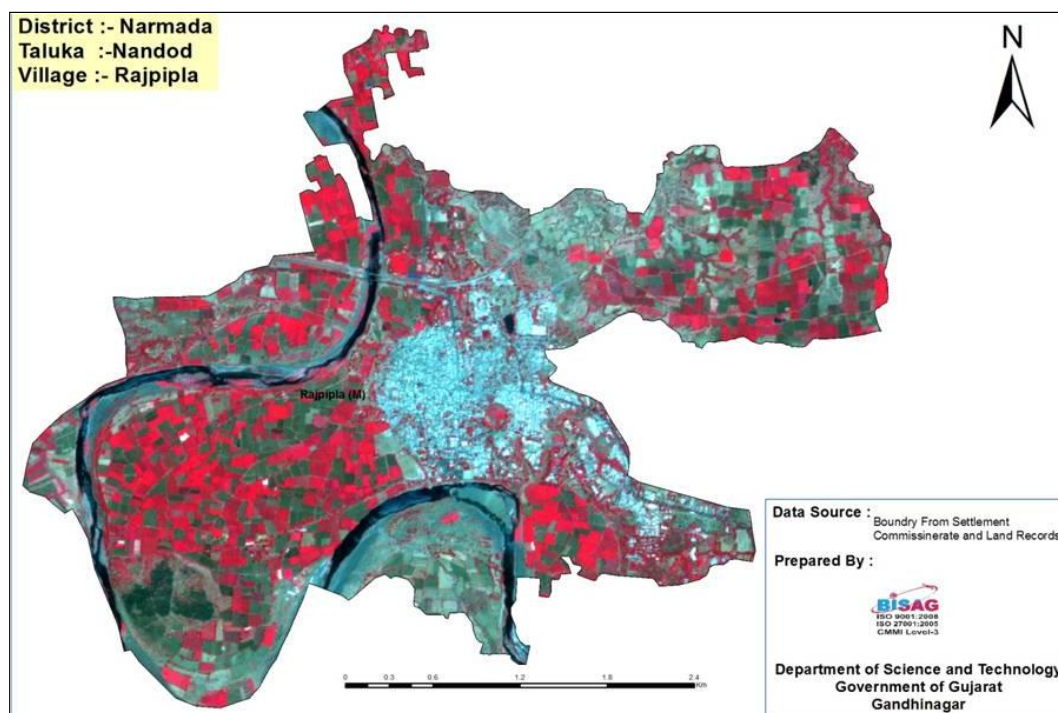 District :- Narmada
Taluka :-Nandod
Village :- Rajpipla
N
Rajpipla (M)
0 0.3 0.6 1.2 1.8 2.4
Km
Data Source : Boundry From Settlement
Commissinerate and Land Records
Prepared By :
BISAG
ISO 9001:2008
ISO 27001:2005
CMMI Level-3
Department of Science and Technology
Government of Gujarat
Gandhinagar